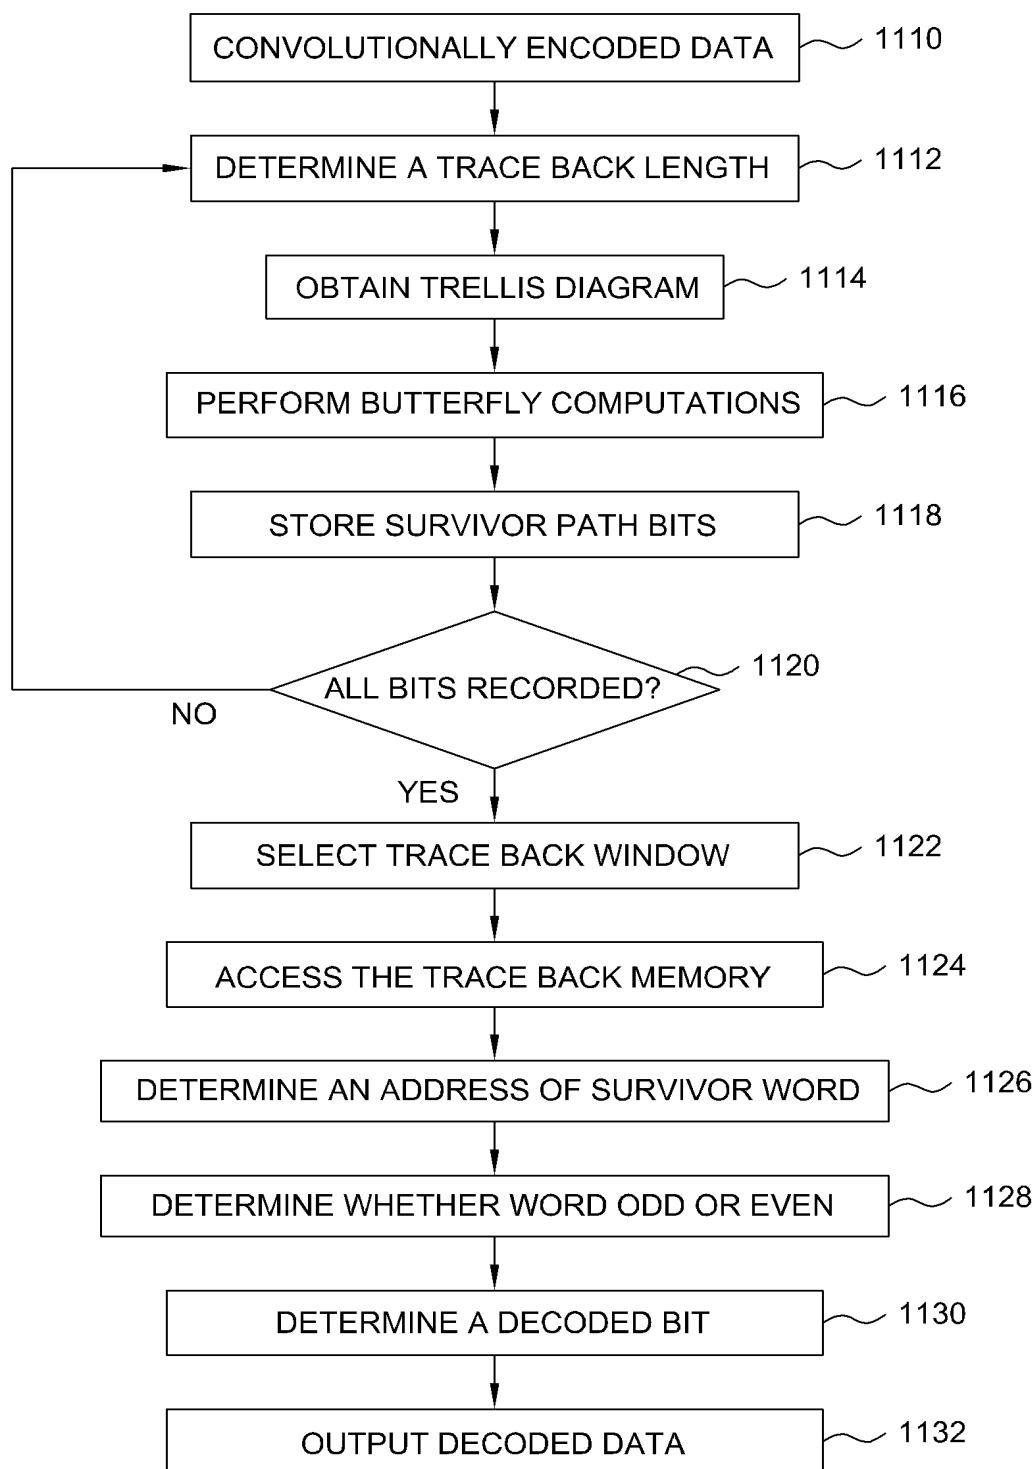 CONVOLUTIONALLY ENCODED DATA 1110
DETERMINE A TRACE BACK LENGTH 1112
OBTAIN TRELLIS DIAGRAM 1114
PERFORM BUTTERFLY COMPUTATIONS 1116
STORE SURVIVOR PATH BITS 1118
ALL BITS RECORDED? 1120
NO
YES
SELECT TRACE BACK WINDOW 1122
ACCESS THE TRACE BACK MEMORY 1124
DETERMINE AN ADDRESS OF SURVIVOR WORD 1126
DETERMINE WHETHER WORD ODD OR EVEN 1128
DETERMINE A DECODED BIT 1130
OUTPUT DECODED DATA 1132